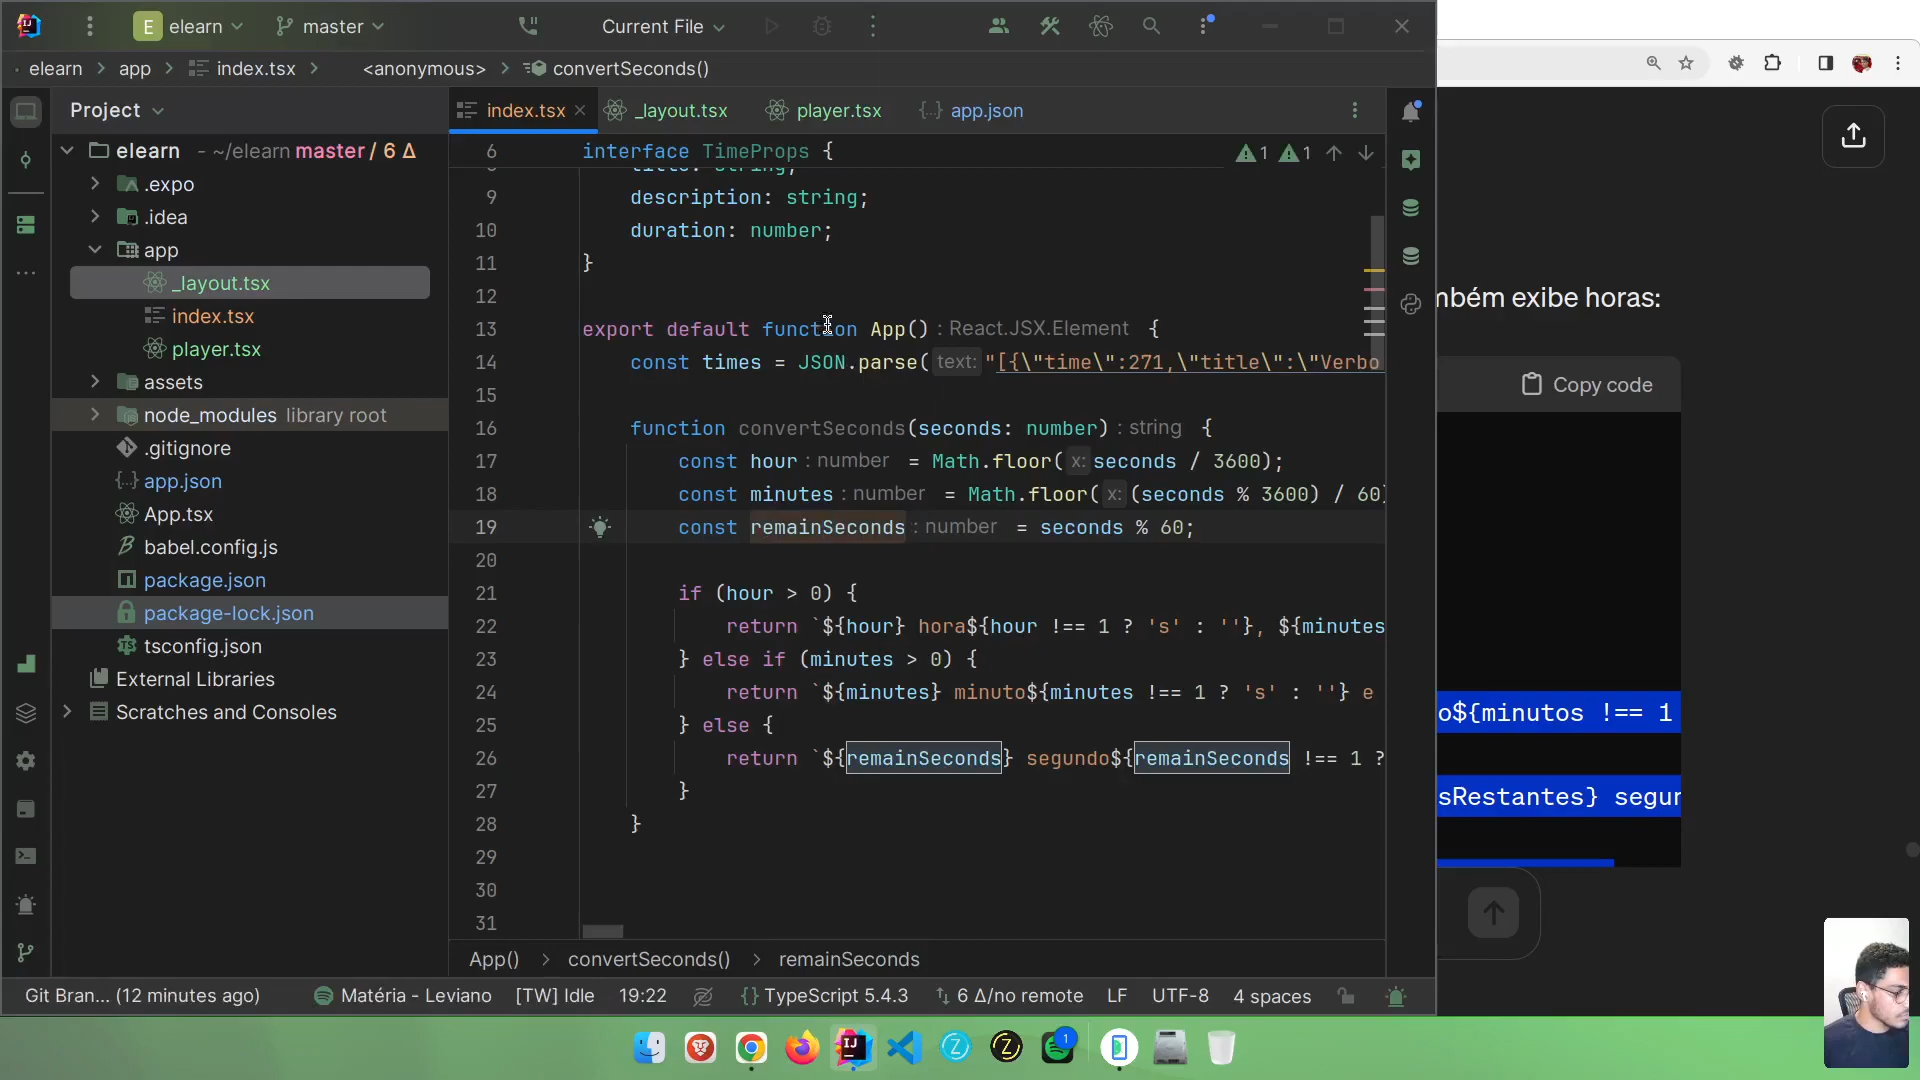 E elearn master Current File
elearn app index.tsx <anonymous> convertSeconds()
Project
index.tsx _layout.tsx player.tsx {..} app.json
elearn - ~/elearn master / 6 Δ
.expo
.idea
app
_layout.tsx
index.tsx
player.tsx
assets
node_modules library root
.gitignore
{..} app.json
App.tsx
babel.config.js
package.json
package-lock.json
tsconfig.json
External Libraries
Scratches and Consoles
6 interface TimeProps {
1 1
title: string;
9 description: string;
10 duration: number;
11 }
12
13 export default function App() : React.JSX.Element {
14 const times = JSON.parse( text: "[{\"time\":271,\"title\":\"Verbo
15
16 function convertSeconds(seconds: number) : string {
17 const hour : number = Math.floor( x: seconds / 3600);
18 const minutes : number = Math.floor( x: (seconds % 3600) / 60)
19 const remainSeconds : number = seconds % 60;
20
21 if (hour > 0) {
22 return `${hour} hora${hour !== 1 ? 's' : ''}, ${minutes
23 } else if (minutes > 0) {
24 return `${minutes} minuto${minutes !== 1 ? 's' : ''} e
25 } else {
26 return `${remainSeconds} segundo${remainSeconds !== 1 ?
27 }
28 }
29
30
31
App() > convertSeconds() > remainSeconds
Git Bran... (12 minutes ago) Matéria - Leviano [TW] Idle 19:22 {} TypeScript 5.4.3 6 Δ/no remote LF UTF-8 4 spaces
mbém exibe horas:
Copy code
o${minutos !== 1
sRestantes} segur
IJ
Z
Z
1